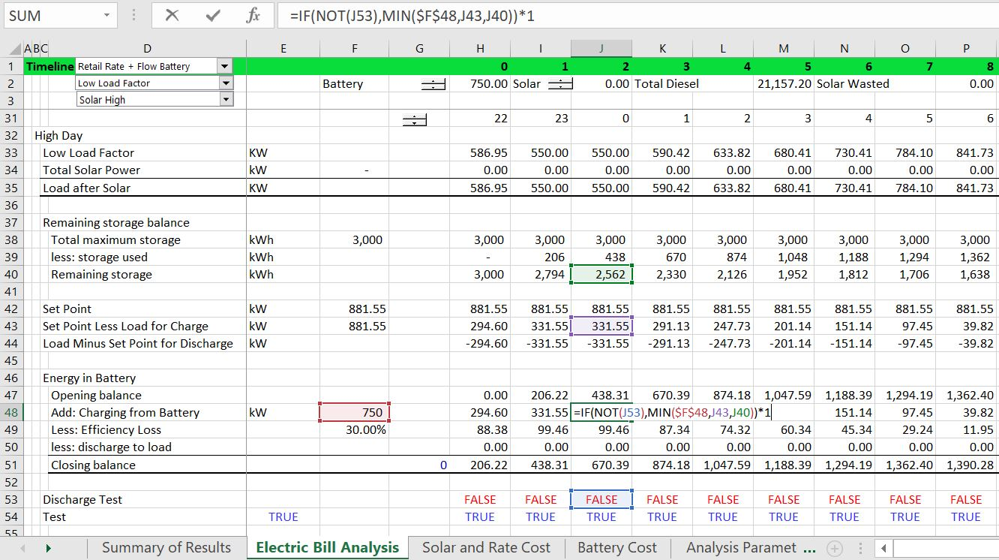 SUM =IF(NOT(J53),MIN($F$48,J43,J40))*1
A B C D E F G H I J K L M N O P
1 Timeline Retail Rate + Flow Battery 0 1 2 3 4 5 6 7 8
2 Low Load Factor Battery 750.00 Solar 0.00 Total Diesel 21,157.20 Solar Wasted 0.00
3 Solar High
31 22 23 0 1 2 3 4 5 6
32 High Day
33 Low Load Factor KW 586.95 550.00 550.00 590.42 633.82 680.41 730.41 784.10 841.73
34 Total Solar Power kW - 0.00 0.00 0.00 0.00 0.00 0.00 0.00 0.00 0.00
35 Load after Solar KW 586.95 550.00 550.00 590.42 633.82 680.41 730.41 784.10 841.73
36
37 Remaining storage balance
38 Total maximum storage kWh 3,000 3,000 3,000 3,000 3,000 3,000 3,000 3,000 3,000 3,000
39 less: storage used kWh - 206 438 670 874 1,048 1,188 1,294 1,362
40 Remaining storage kWh 3,000 2,794 2,562 2,330 2,126 1,952 1,812 1,706 1,638
41
42 Set Point kW 881.55 881.55 881.55 881.55 881.55 881.55 881.55 881.55 881.55 881.55
43 Set Point Less Load for Charge kW 881.55 294.60 331.55 331.55 291.13 247.73 201.14 151.14 97.45 39.82
44 Load Minus Set Point for Discharge kW -294.60 -331.55 -331.55 -291.13 -247.73 -201.14 -151.14 -97.45 -39.82
45
46 Energy in Battery
47 Opening balance 0.00 206.22 438.31 670.39 874.18 1,047.59 1,188.39 1,294.19 1,362.40
48 Add: Charging from Battery kW 750 294.60 331.55 =IF(NOT(J53),MIN($F$48,J43,J40))*1 151.14 97.45 39.82
49 Less: Efficiency Loss 30.00% 88.38 99.46 99.46 87.34 74.32 60.34 45.34 29.24 11.95
50 less: discharge to load 0.00 0.00 0.00 0.00 0.00 0.00 0.00 0.00 0.00
51 Closing balance 0 206.22 438.31 670.39 874.18 1,047.59 1,188.39 1,294.19 1,362.40 1,390.28
52
53 Discharge Test FALSE FALSE FALSE FALSE FALSE FALSE FALSE FALSE FALSE
54 Test TRUE TRUE TRUE TRUE TRUE TRUE TRUE TRUE TRUE TRUE
55
Summary of Results Electric Bill Analysis Solar and Rate Cost Battery Cost Analysis Paramet ...